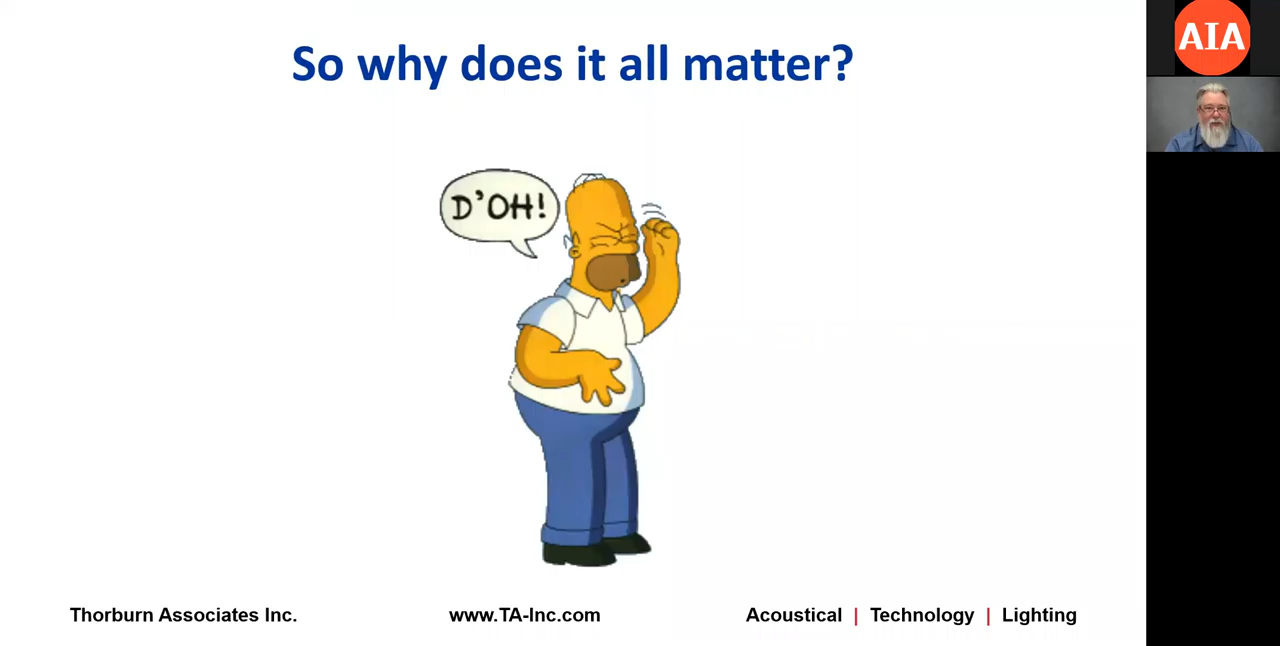 So why does it all matter?
AIA
D'OH!
Thorburn Associates Inc. www.TA-Inc.com Acoustical | Technology | Lighting